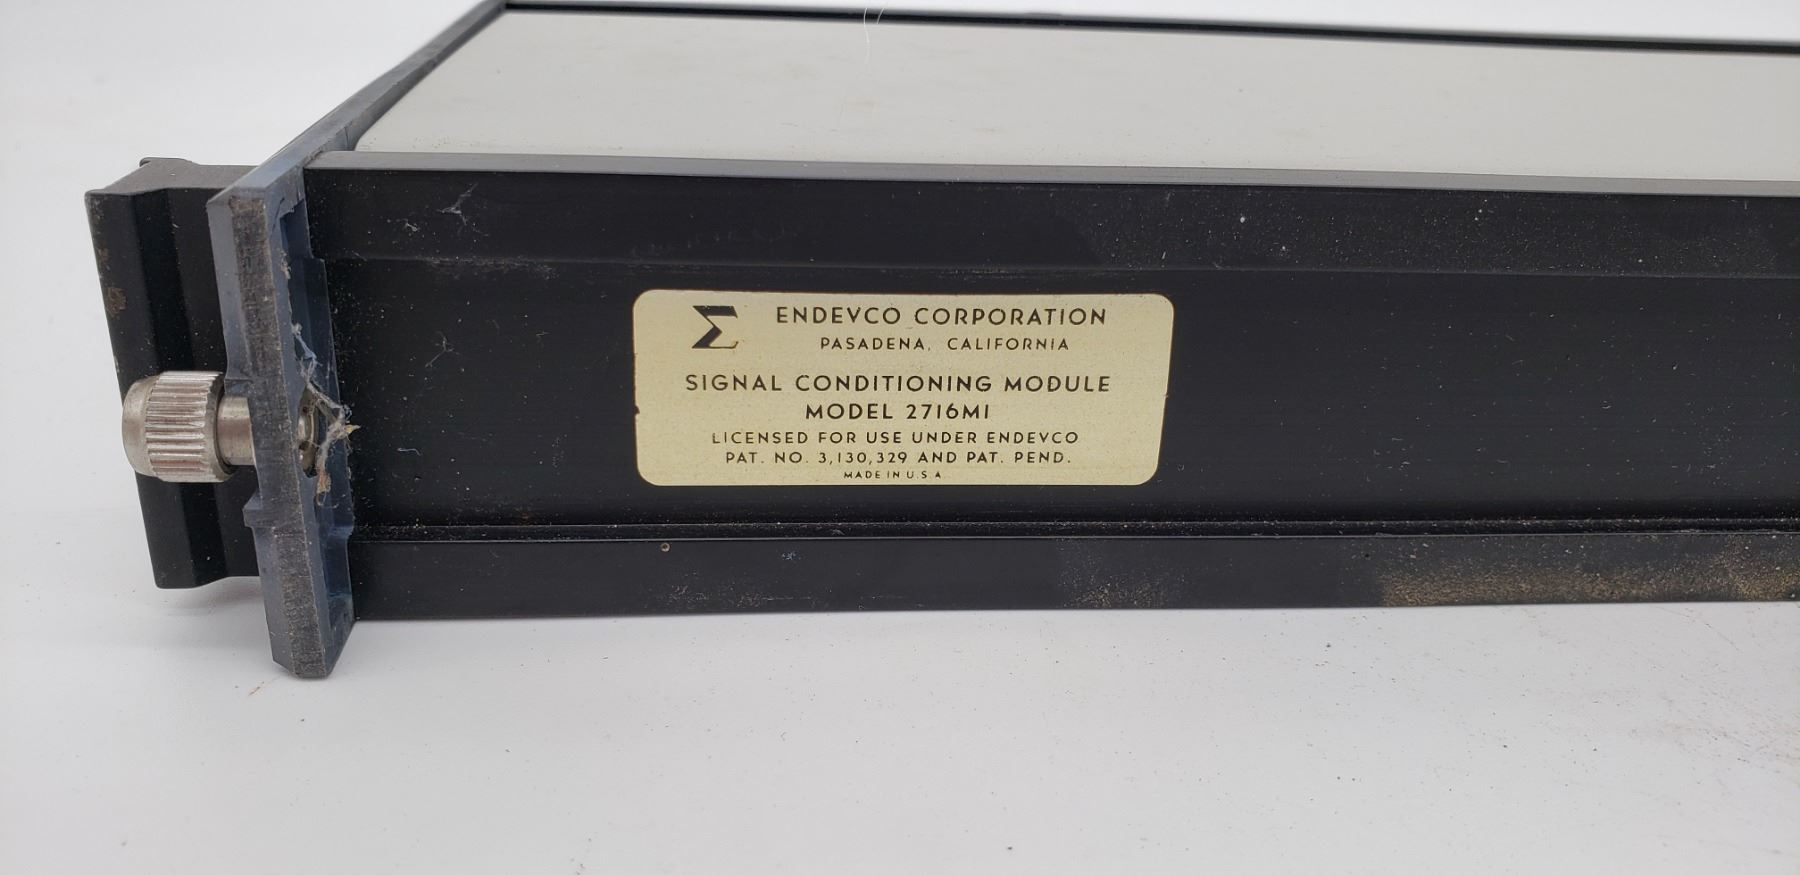 Σ ENDEVCO CORPORATION
PASADENA, CALIFORNIA
SIGNAL CONDITIONING MODULE
MODEL 2716M1
LICENSED FOR USE UNDER ENDEVCO
PAT. NO. 3,130,329 AND PAT. PEND.
MADE IN U.S.A.